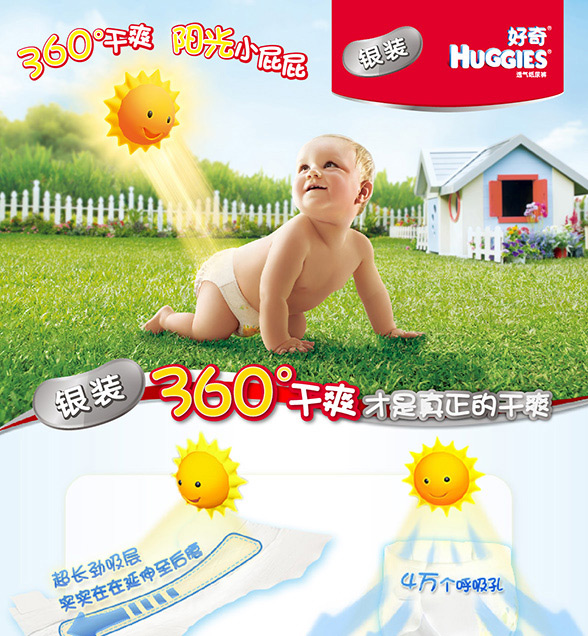 360°干爽 阳光小屁屁
银装
好奇
HUGGIES®
透气纸尿裤
银装 360°干爽 才是真正的干爽
超长劲吸层
实实在在延伸至后腰
4万个呼吸孔